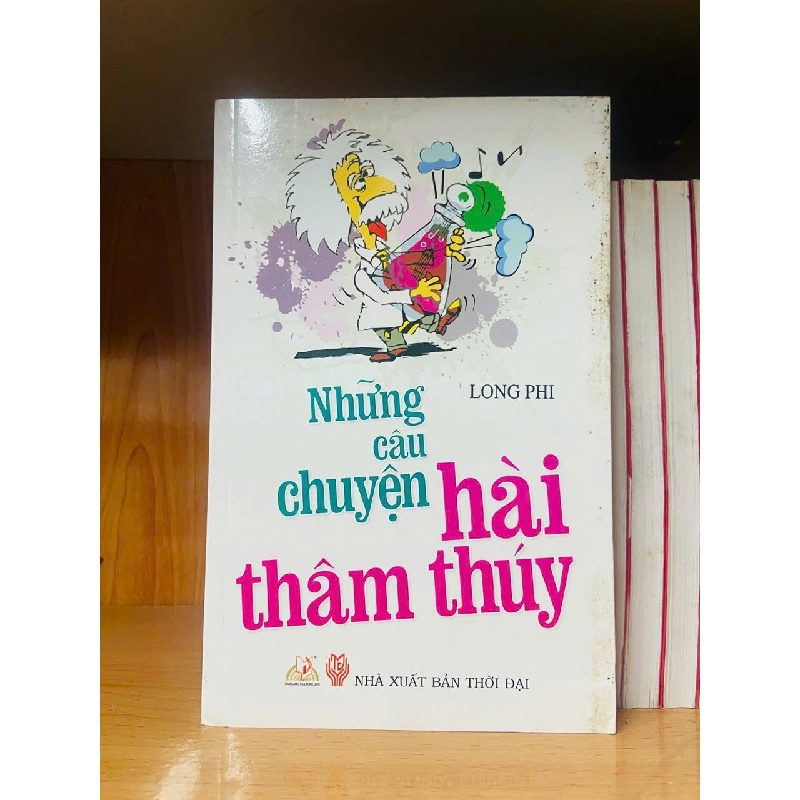 LONG PHI
Những
câu
chuyện hài
thâm thúy
NHÀ XUẤT BẢN THỜI ĐẠI